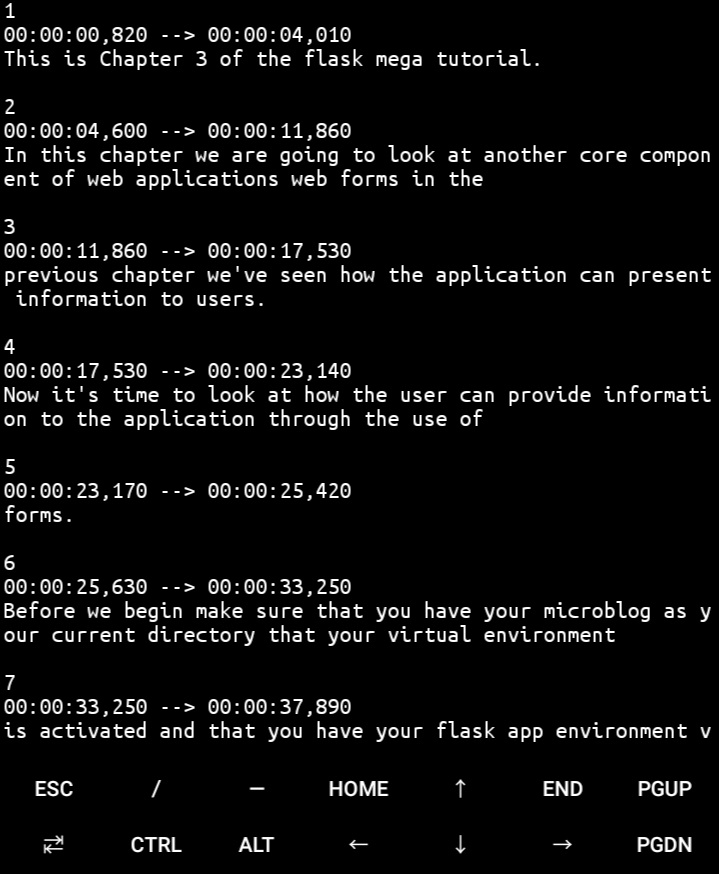 1
00:00:00,820 --> 00:00:04,010
This is Chapter 3 of the flask mega tutorial.
2
00:00:04,600 --> 00:00:11,860
In this chapter we are going to look at another core compon
ent of web applications web forms in the
3
00:00:11,860 --> 00:00:17,530
previous chapter we've seen how the application can present
 information to users.
4
00:00:17,530 --> 00:00:23,140
Now it's time to look at how the user can provide informati
on to the application through the use of
5
00:00:23,170 --> 00:00:25,420
forms.
6
00:00:25,630 --> 00:00:33,250
Before we begin make sure that you have your microblog as y
our current directory that your virtual environment
7
00:00:33,250 --> 00:00:37,890
is activated and that you have your flask app environment v
ESC / — HOME ↑ END PGUP
⇄ CTRL ALT ← ↓ → PGDN